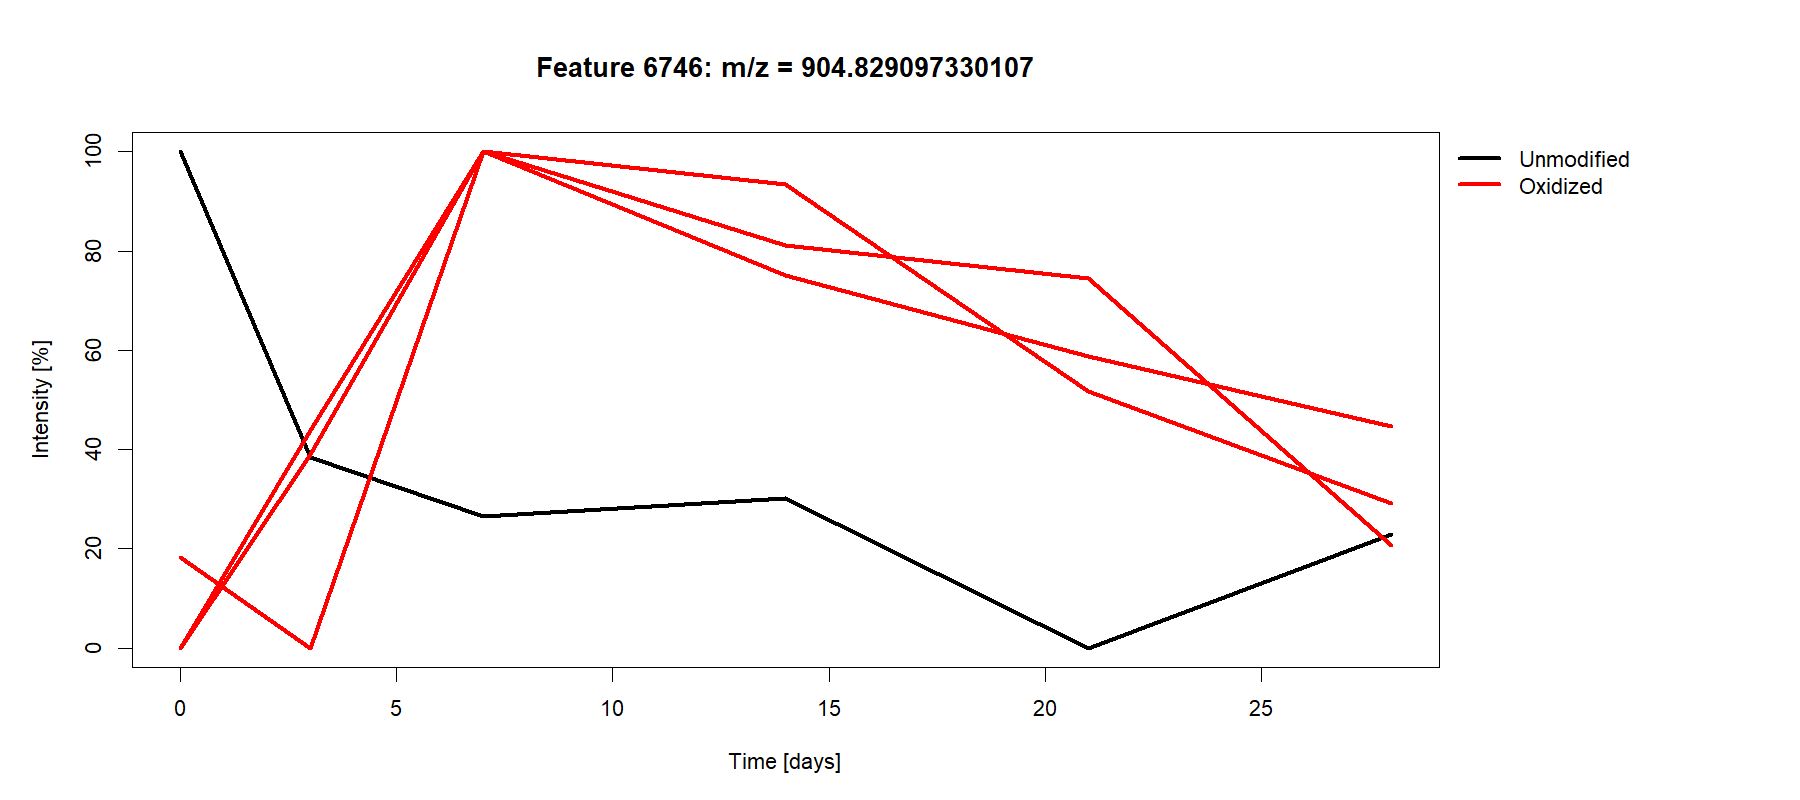 Feature 6746: m/z = 904.829097330107
Unmodified
Oxidized
Intensity [%]
100
80
60
40
20
0
0 5 10 15 20 25
Time [days]